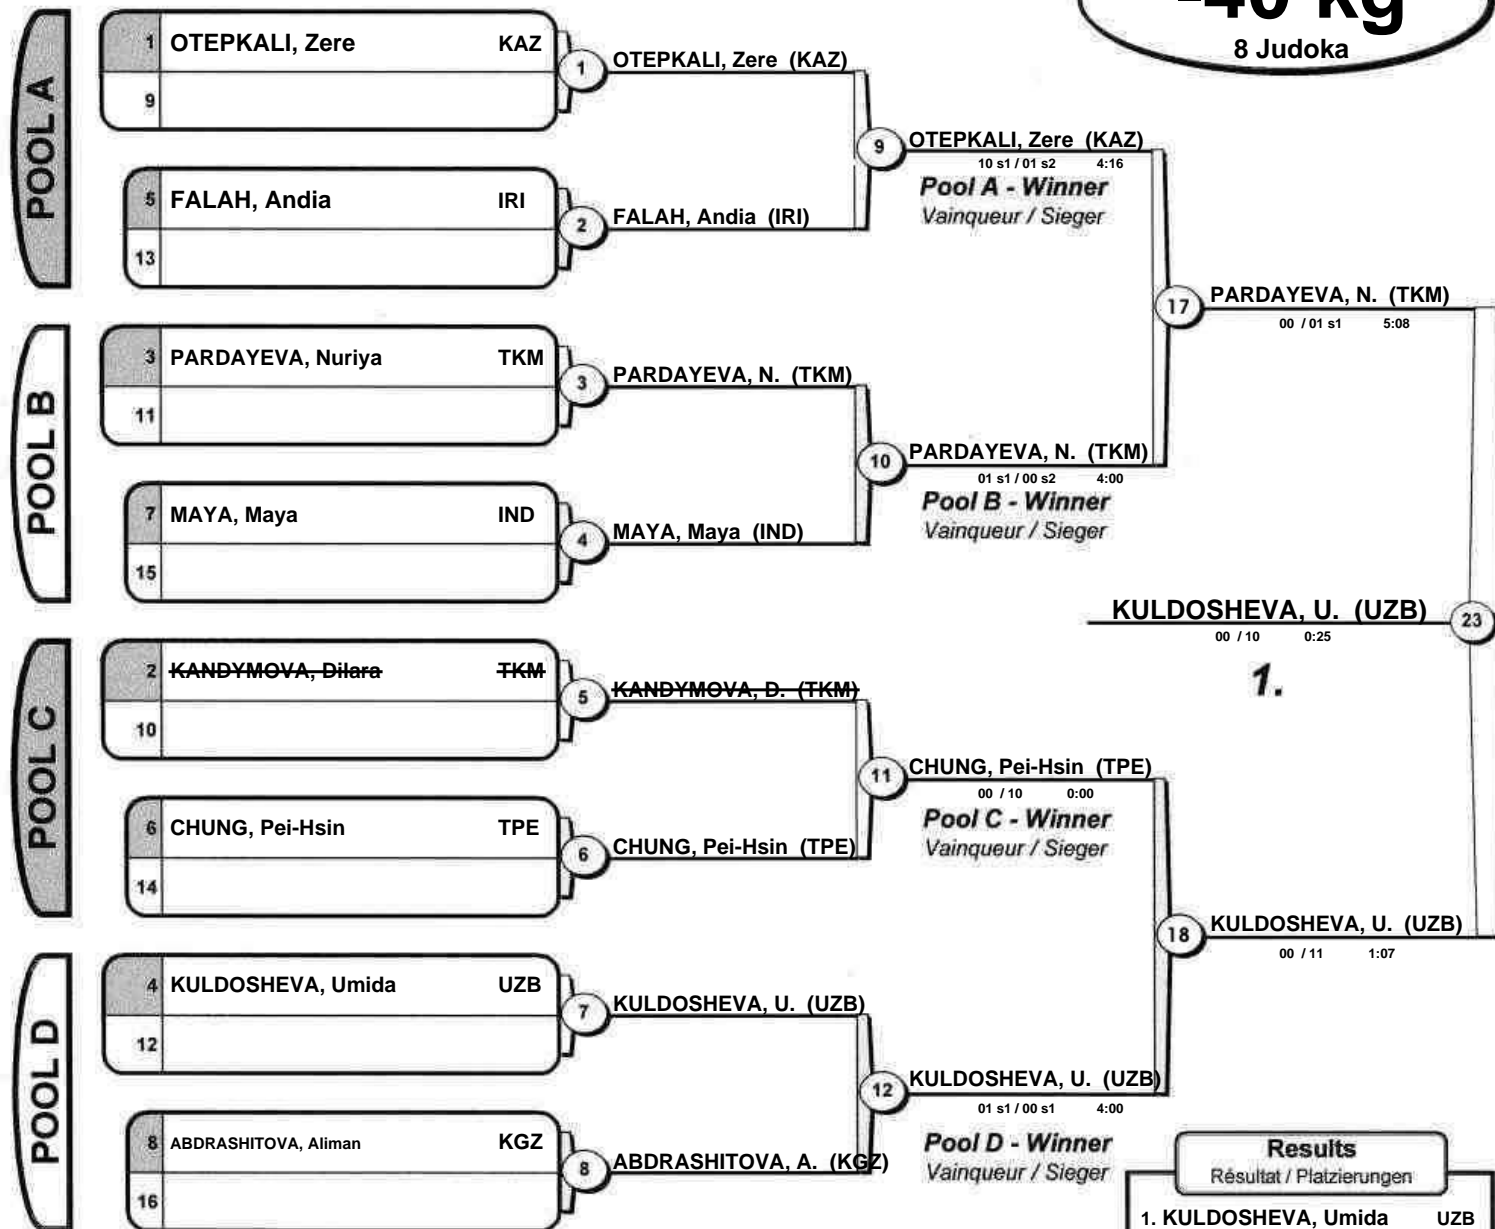 -40 kg
8 Judoka
POOL A
1 OTEPKALI, Zere KAZ
9
1
OTEPKALI, Zere (KAZ)
5 FALAH, Andia IRI
13
2
FALAH, Andia (IRI)
9
OTEPKALI, Zere (KAZ)
10 s1 / 01 s2 4:16
Pool A - Winner
Vainqueur / Sieger
POOL B
3 PARDAYEVA, Nuriya TKM
11
3
PARDAYEVA, N. (TKM)
7 MAYA, Maya IND
15
4
MAYA, Maya (IND)
10
PARDAYEVA, N. (TKM)
01 s1 / 00 s2 4:00
Pool B - Winner
Vainqueur / Sieger
17
PARDAYEVA, N. (TKM)
00 / 01 s1 5:08
KULDOSHEVA, U. (UZB)
00 / 10 0:25
23
1.
POOL C
2 KANDYMOVA, Dilara TKM
10
5
KANDYMOVA, D. (TKM)
6 CHUNG, Pei-Hsin TPE
14
6
CHUNG, Pei-Hsin (TPE)
11
CHUNG, Pei-Hsin (TPE)
00 / 10 0:00
Pool C - Winner
Vainqueur / Sieger
18
KULDOSHEVA, U. (UZB)
00 / 11 1:07
POOL D
4 KULDOSHEVA, Umida UZB
12
7
KULDOSHEVA, U. (UZB)
8 ABDRASHITOVA, Aliman KGZ
16
8
ABDRASHITOVA, A. (KGZ)
12
KULDOSHEVA, U. (UZB)
01 s1 / 00 s1 4:00
Pool D - Winner
Vainqueur / Sieger
Results
Résultat / Platzierungen
1. KULDOSHEVA, Umida UZB